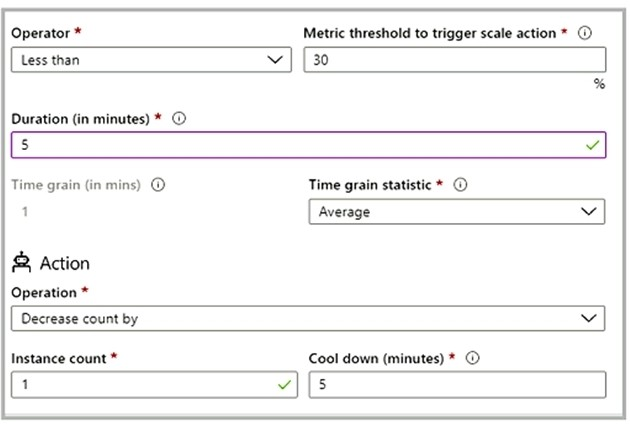 Operator * Metric threshold to trigger scale action *
Less than 30
%
Duration (in minutes) *
5
Time grain (in mins) Time grain statistic *
1 Average
Action
Operation *
Decrease count by
Instance count * Cool down (minutes) *
1 5